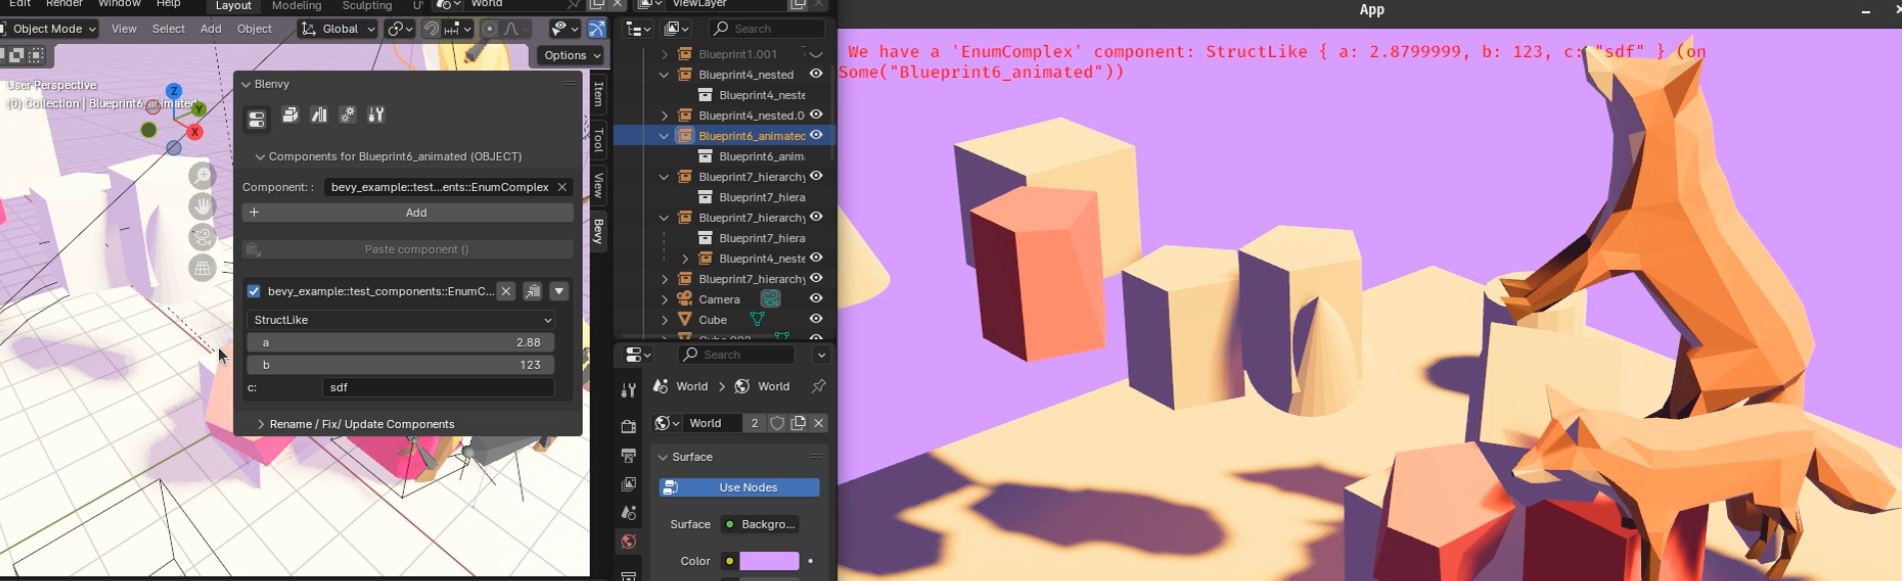 Edit Render Window Help Layout Modeling Sculpting World ViewLayer App
Object Mode View Select Add Object Global Search
Options
User Perspective
(0) Collection | Blueprint6_animated
Z
Y
X
Blenvy
Components for Blueprint6_animated (OBJECT)
Component: : bevy_example::test...ents::EnumComplex
Add
Paste component ()
bevy_example::test_components::EnumC...
StructLike
a 2.88
b 123
c: sdf
Rename / Fix/ Update Components
Item
Tool
View
Bevy
Blueprint1.001
Blueprint4_nested
Blueprint4_neste
Blueprint4_nested.0
Blueprint6_animated
Blueprint6_anim
Blueprint7_hierarchy
Blueprint7_hiera
Blueprint7_hierarchy
Blueprint7_hiera
Blueprint4_neste
Blueprint7_hierarchy
Camera
Cube
Search
World > World
World 2
Surface
Use Nodes
Surface Backgro...
Color
We have a 'EnumComplex' component: StructLike { a: 2.8799999, b: 123, c: "sdf" } (on
Some("Blueprint6_animated"))